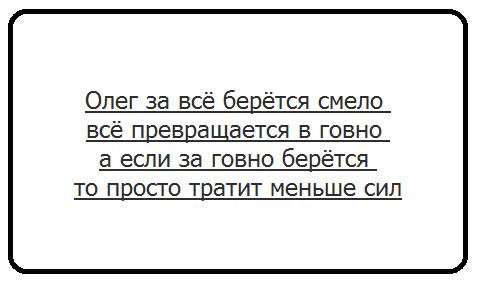 Олег за всё берётся смело
всё превращается в говно
а если за говно берётся
то просто тратит меньше сил